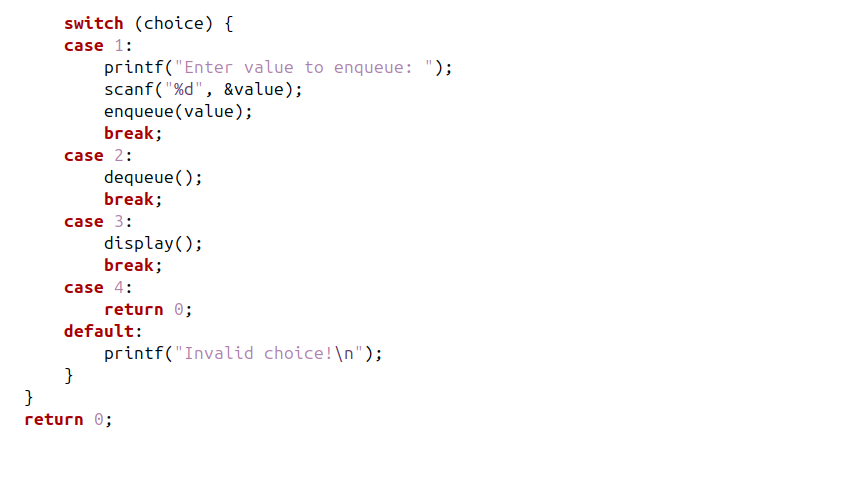 switch (choice) {
    case 1:
        printf("Enter value to enqueue: ");
        scanf("%d", &value);
        enqueue(value);
        break;
    case 2:
        dequeue();
        break;
    case 3:
        display();
        break;
    case 4:
        return 0;
    default:
        printf("Invalid choice!\n");
    }
}
return 0;